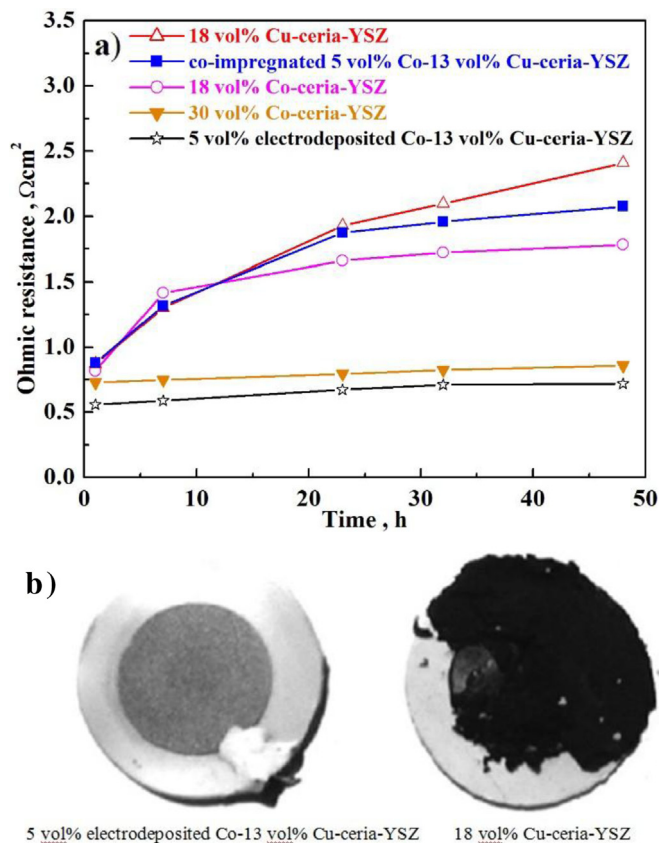 a)
18 vol% Cu-ceria-YSZ
co-impregnated 5 vol% Co-13 vol% Cu-ceria-YSZ
18 vol% Co-ceria-YSZ
30 vol% Co-ceria-YSZ
5 vol% electrodeposited Co-13 vol% Cu-ceria-YSZ
Ohmic resistance , Ωcm²
3.5
3.0
2.5
2.0
1.5
1.0
0.5
0.0
0 10 20 30 40 50
Time , h
b)
5 vol% electrodeposited Co-13 vol% Cu-ceria-YSZ 18 vol% Cu-ceria-YSZ